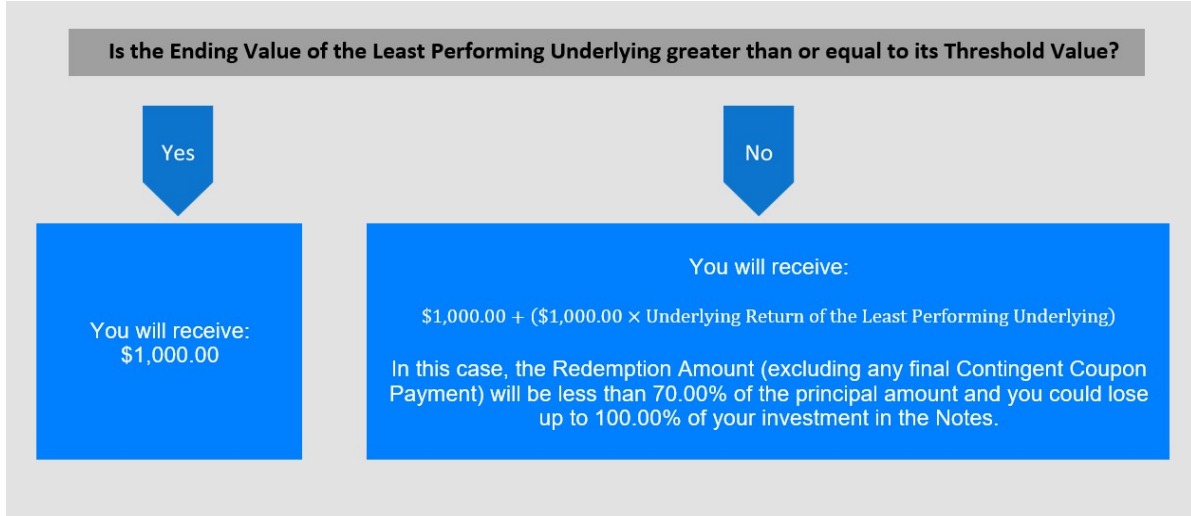 Is the Ending Value of the Least Performing Underlying greater than or equal to its Threshold Value?
Yes
No
You will receive:
$1,000.00
You will receive:
$1,000.00 + ($1,000.00 × Underlying Return of the Least Performing Underlying)
In this case, the Redemption Amount (excluding any final Contingent Coupon
Payment) will be less than 70.00% of the principal amount and you could lose
up to 100.00% of your investment in the Notes.